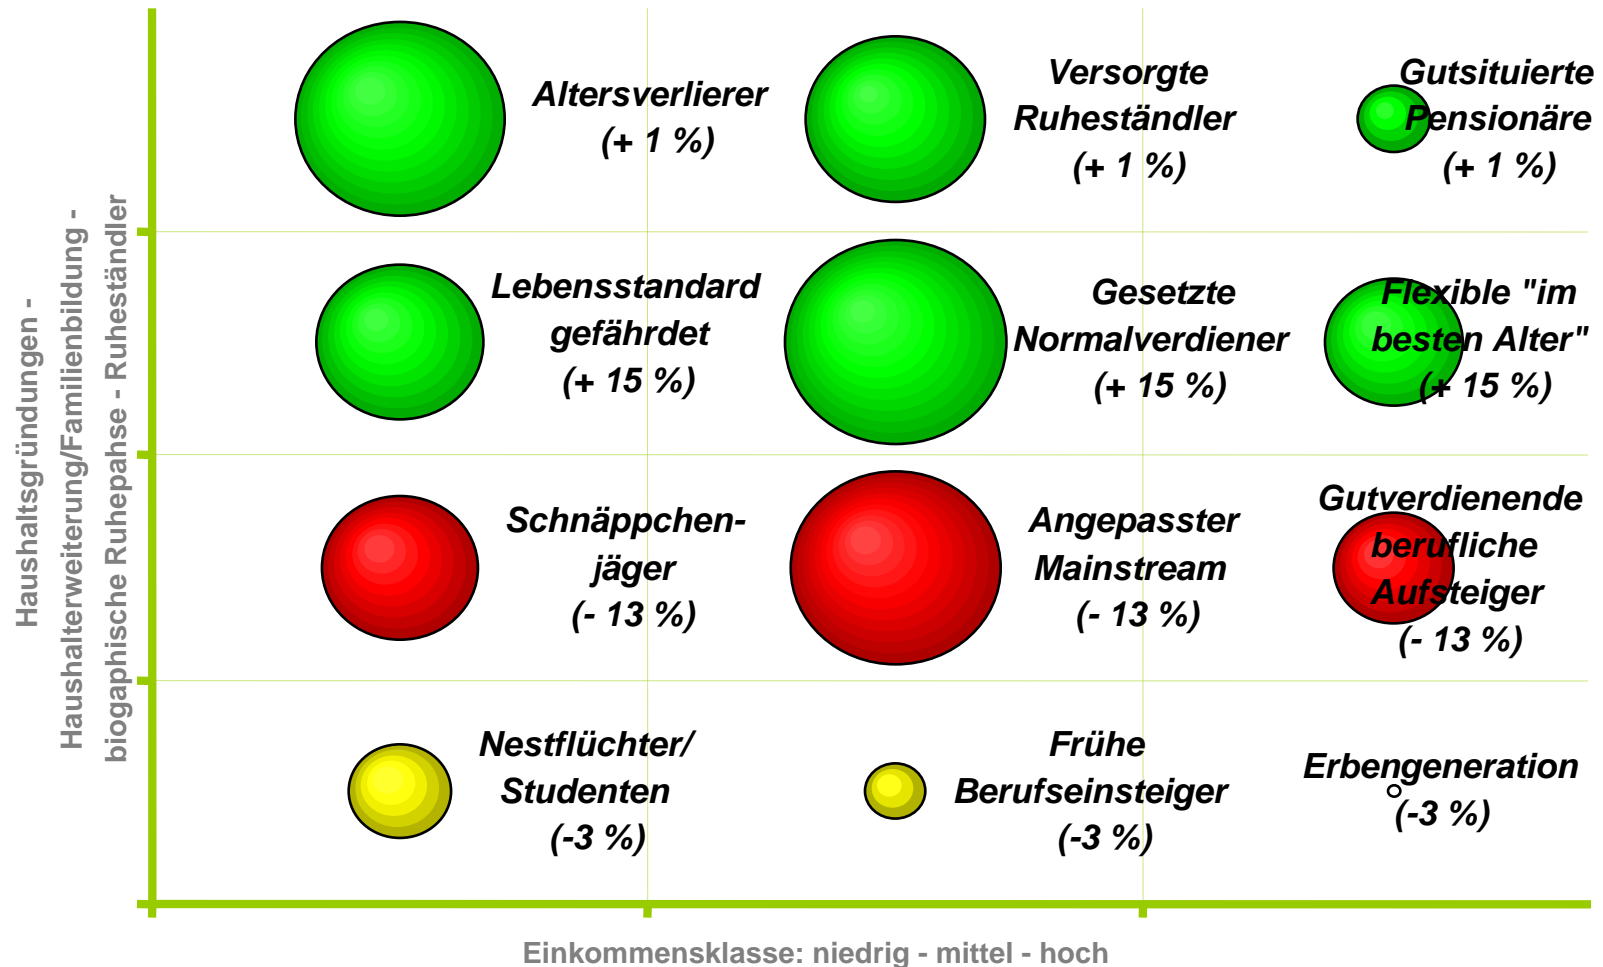 Altersverlierer
(+ 1 %)
Versorgte
Ruheständler
(+ 1 %)
Gutsituierte
Pensionäre
(+ 1 %)
Lebensstandard
gefährdet
(+ 15 %)
Gesetzte
Normalverdiener
(+ 15 %)
Flexible "im
besten Alter"
(+ 15 %)
Schnäppchen-
jäger
(- 13 %)
Angepasster
Mainstream
(- 13 %)
Gutverdienende
berufliche
Aufsteiger
(- 13 %)
Nestflüchter/
Studenten
(-3 %)
Frühe
Berufseinsteiger
(-3 %)
Erbengeneration
(-3 %)
Haushaltsgründungen -
Haushalterweiterung/Familienbildung -
biogaphische Ruhepahse - Ruheständler
Einkommensklasse: niedrig - mittel - hoch